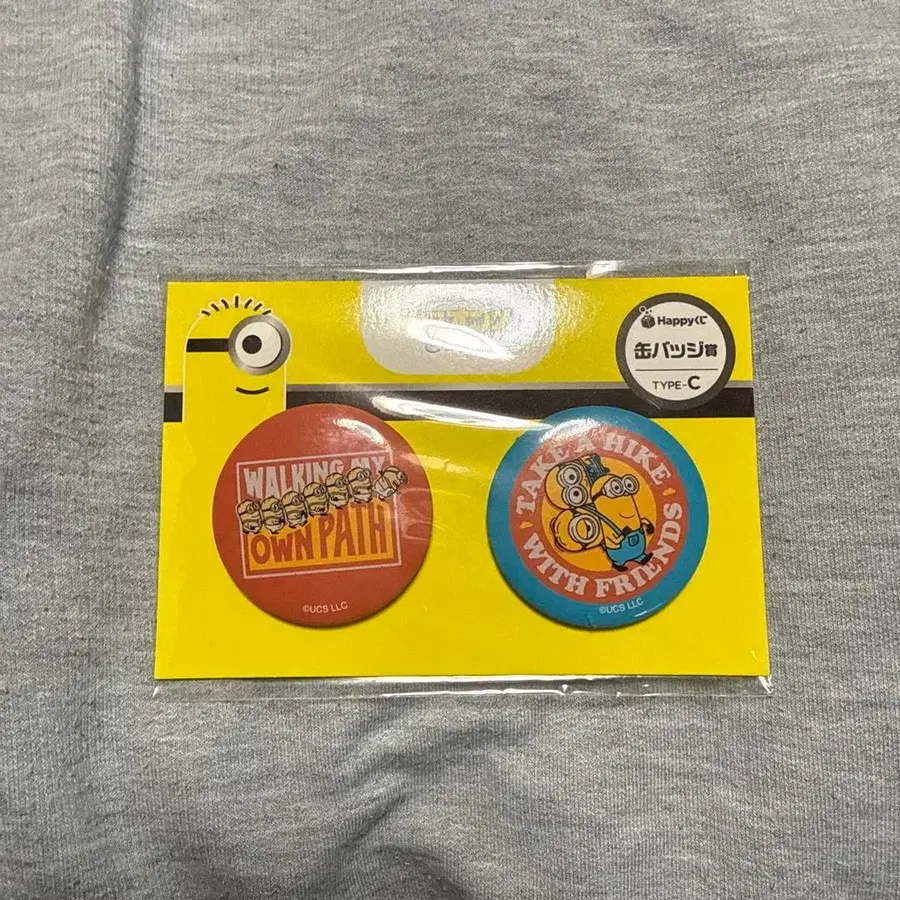 Happyくじ
缶バッジ賞
TYPE-C
WALKING MY
OWN PATH
©UCS LLC
TAKE A HIKE
WITH FRIENDS
©UCS LLC